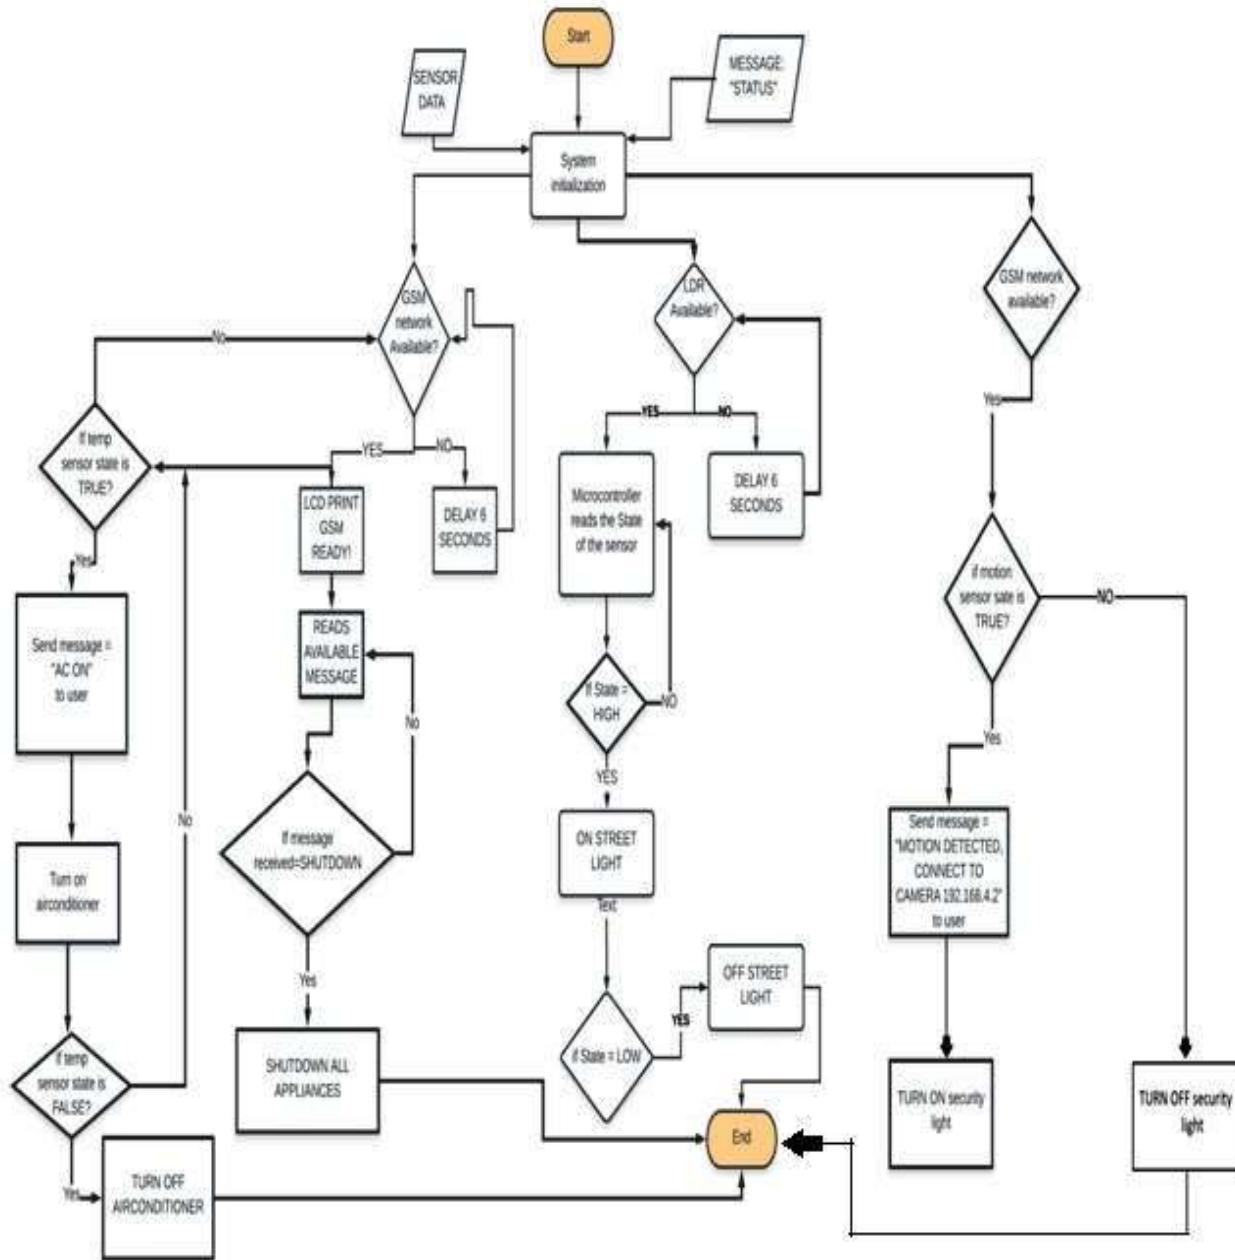 Start
SENSOR
DATA
MESSAGE:
"STATUS"
System
initialization
GSM
network
Available?
LDR
Available?
GSM network
available?
No
If temp
sensor state is
TRUE?
YES
NO
YES
NO
Yes
LCD PRINT
GSM
READY!
DELAY 6
SECONDS
Microcontroller
reads the State
of the sensor
DELAY 6
SECONDS
Yes
Send message =
"AC ON"
to user
READS
AVAILABLE
MESSAGE
if motion
sensor sate is
TRUE?
NO
If State =
HIGH
NO
No
Yes
YES
No
If message
received=SHUTDOWN
ON STREET
LIGHT
Text
Send message =
"MOTION DETECTED,
CONNECT TO
CAMERA 192.168.4.2"
to user
Turn on
airconditioner
Yes
OFF STREET
LIGHT
YES
if State = LOW
If temp
sensor state is
FALSE?
SHUTDOWN ALL
APPLIANCES
TURN ON security
light
TURN OFF security
light
End
Yes
TURN OFF
AIRCONDITIONER